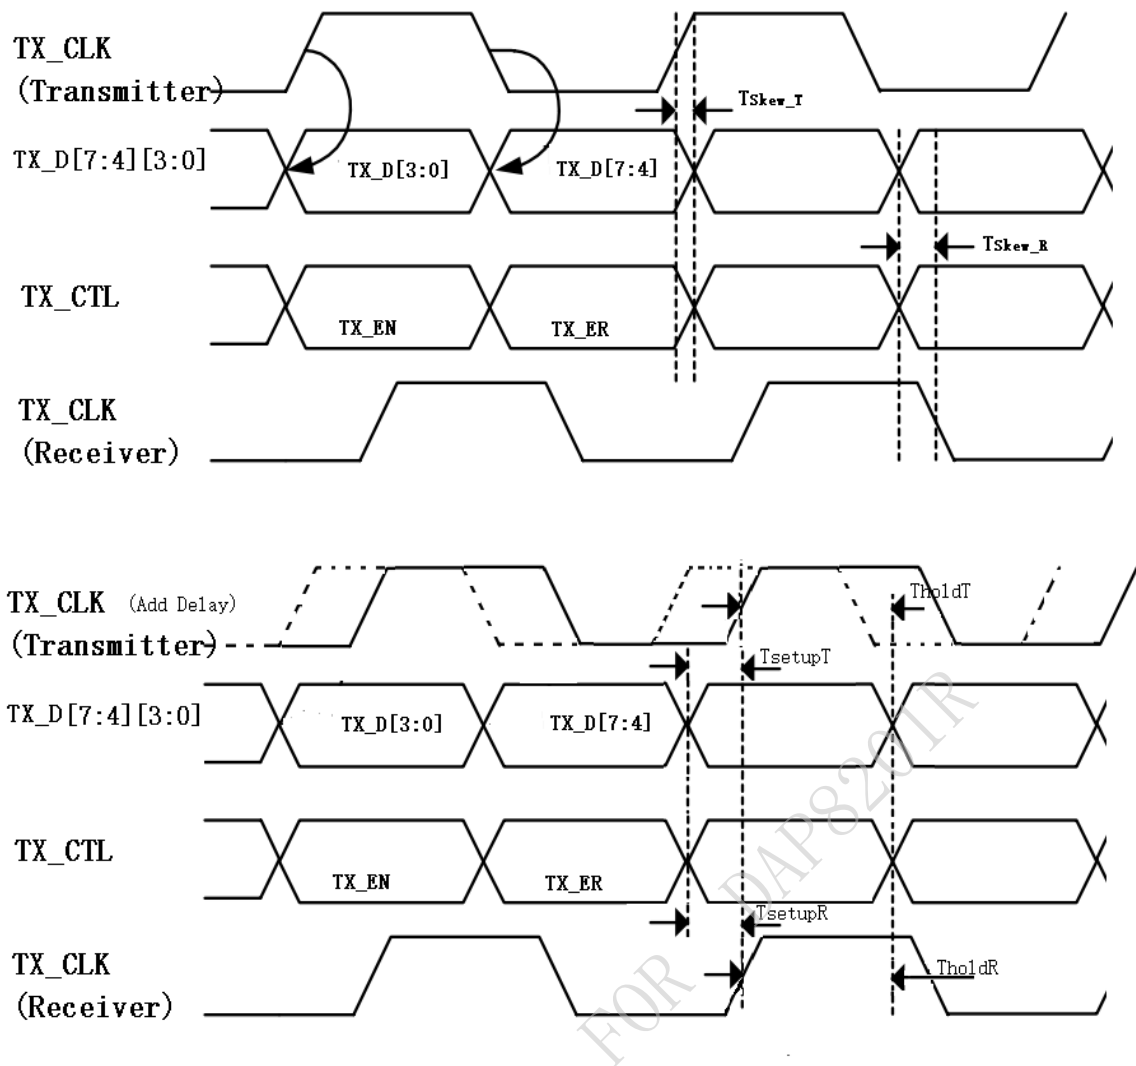 TX_CLK
(Transmitter)
Tskew_T
TX_D[7:4][3:0]
TX_D[3:0]
TX_D[7:4]
Tskew_R
TX_CTL
TX_EN
TX_ER
TX_CLK
(Receiver)
TX_CLK (Add Delay)
(Transmitter)
TholdT
TsetupT
TX_D[7:4][3:0]
TX_D[3:0]
TX_D[7:4]
TX_CTL
TX_EN
TX_ER
TsetupR
TX_CLK
(Receiver)
TholdR
FOR DAP8201R